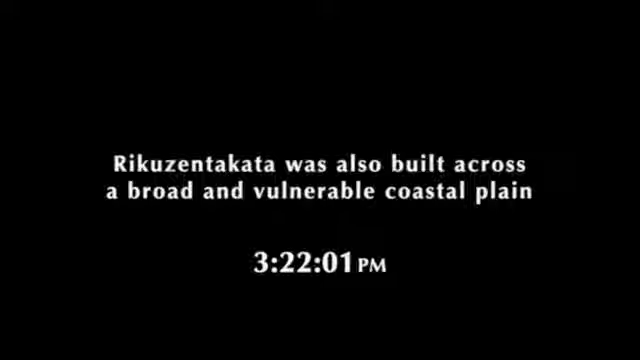 Rikuzentakata was also built across
a broad and vulnerable coastal plain
3:22:01 PM